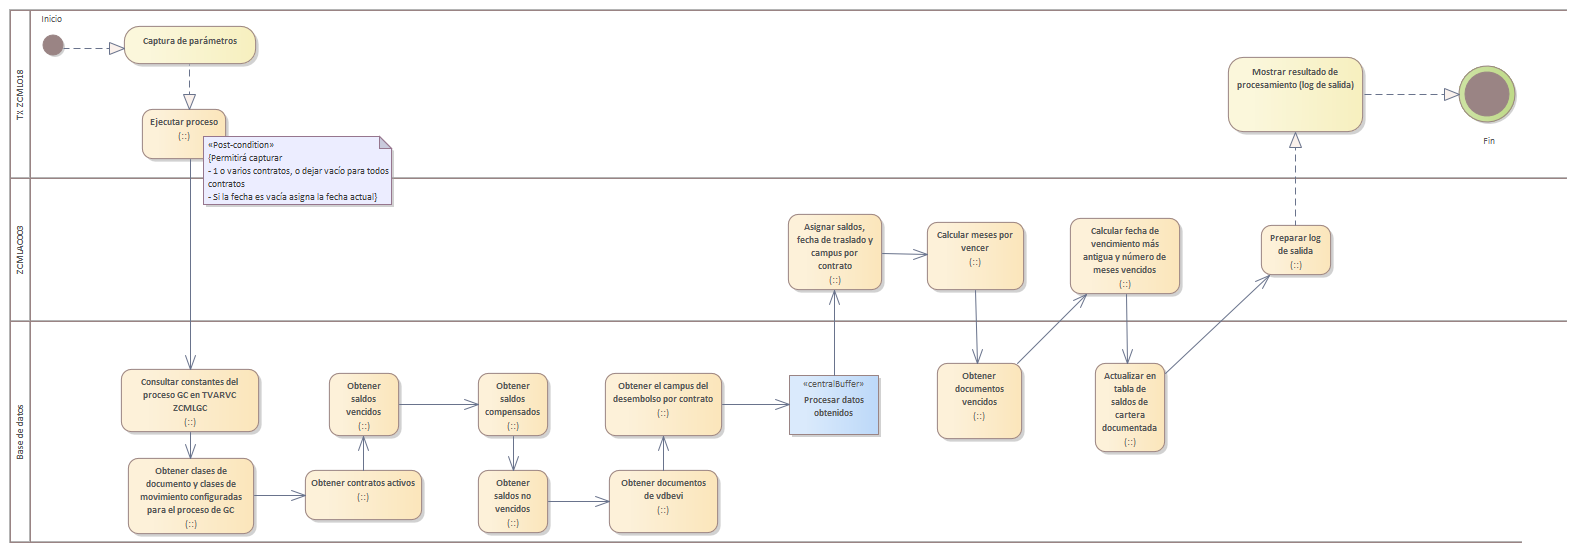 Inicio
TX ZCML018
Captura de parámetros
Ejecutar proceso
(::)
«Post-condition»
{Permitirá capturar
- 1 o varios contratos, o dejar vacío para todos
contratos
- Si la fecha es vacía asigna la fecha actual}
Mostrar resultado de
procesamiento (log de salida)
Fin
ZCMLAC003
Asignar saldos,
fecha de traslado y
campus por
contrato
(::)
Calcular meses por
vencer
(::)
Calcular fecha de
vencimiento más
antigua y número de
meses vencidos
(::)
Preparar log
de salida
(::)
Base de datos
Consultar constantes del
proceso GC en TVARVC
ZCMLGC
(::)
Obtener clases de
documento y clases de
movimiento configuradas
para el proceso de GC
(::)
Obtener contratos activos
(::)
Obtener
saldos
vencidos
(::)
Obtener
saldos
compensados
(::)
Obtener
saldos no
vencidos
(::)
Obtener documentos
de vdbevi
(::)
Obtener el campus del
desembolso por contrato
(::)
«centralBuffer»
Procesar datos
obtenidos
Obtener
documentos
vencidos
(::)
Actualizar en
tabla de
saldos de
cartera
documentada
(::)